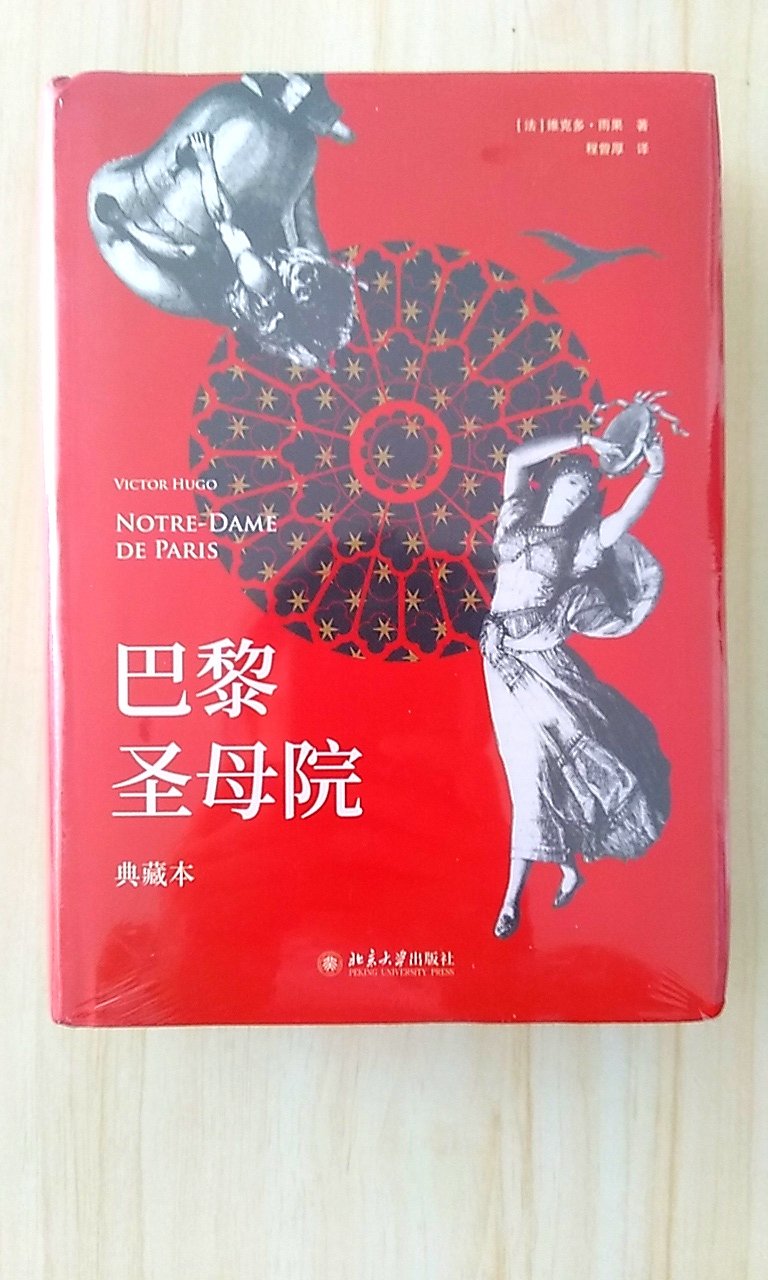 [法]维克多·雨果 著
程曾厚 译
VICTOR HUGO
NOTRE-DAME
DE PARIS
巴黎
圣母院
典藏本
北京大学出版社
PEKING UNIVERSITY PRESS